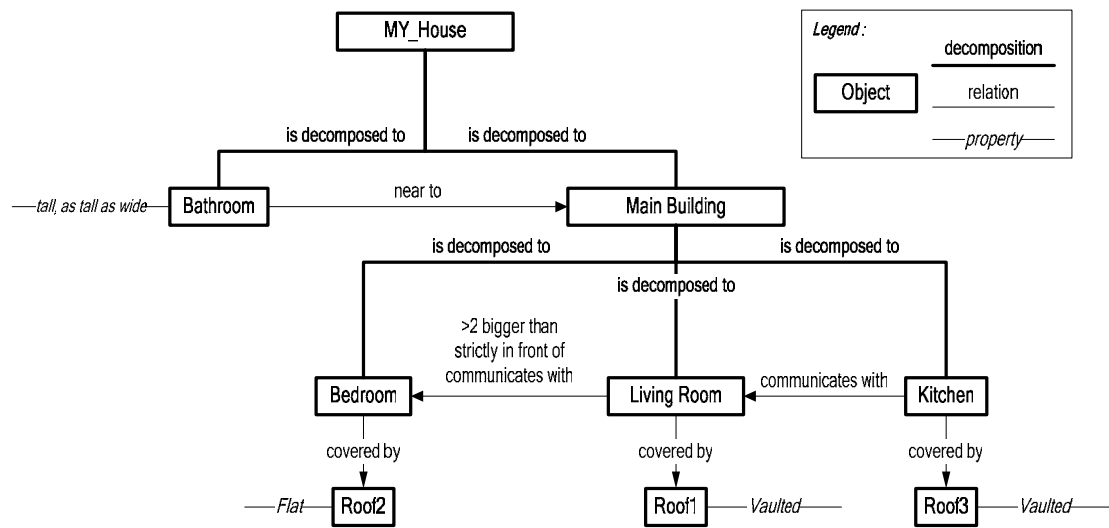 MY_House
Legend :
decomposition
Object
relation
property
is decomposed to
is decomposed to
tall, as tall as wide
Bathroom
near to
Main Building
is decomposed to
is decomposed to
is decomposed to
>2 bigger than
strictly in front of
communicates with
Bedroom
Living Room
communicates with
Kitchen
covered by
covered by
covered by
Flat
Roof2
Roof1
Vaulted
Roof3
Vaulted